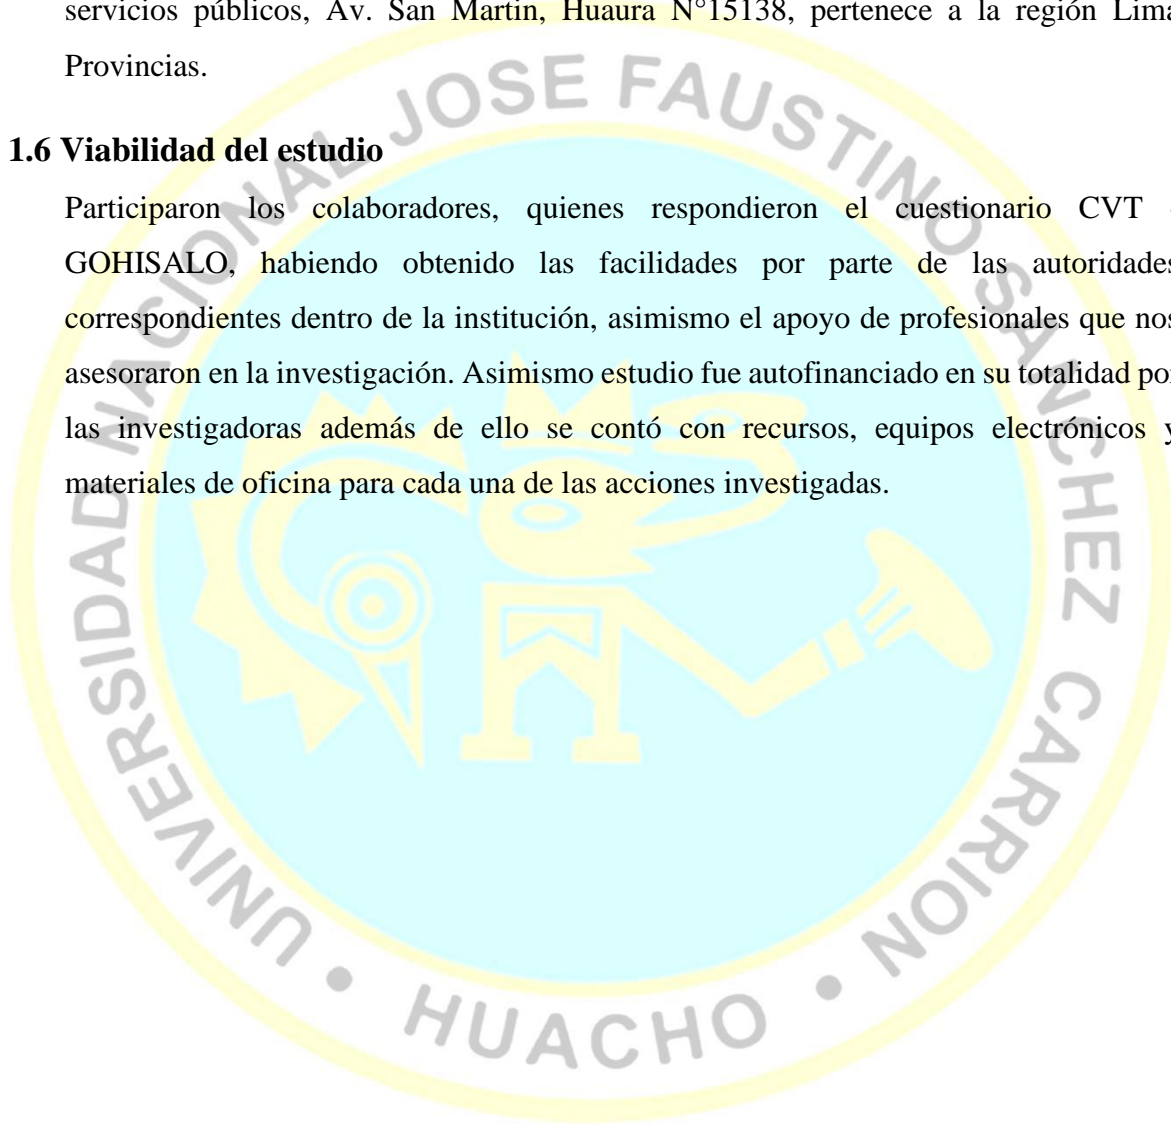 servicios públicos, Av. San Martin, Huaura N°15138, pertenece a la región Lima
Provincias.
1.6 Viabilidad del estudio
Participaron los colaboradores, quienes respondieron el cuestionario CVT
GOHISALO, habiendo obtenido las facilidades por parte de las autoridades
correspondientes dentro de la institución, asimismo el apoyo de profesionales que nos
asesoraron en la investigación. Asimismo estudio fue autofinanciado en su totalidad por
las investigadoras además de ello se contó con recursos, equipos electrónicos y
materiales de oficina para cada una de las acciones investigadas.
UNIVERSIDAD NACIONAL JOSE FAUSTINO SANCHEZ CARRION
• HUACHO •